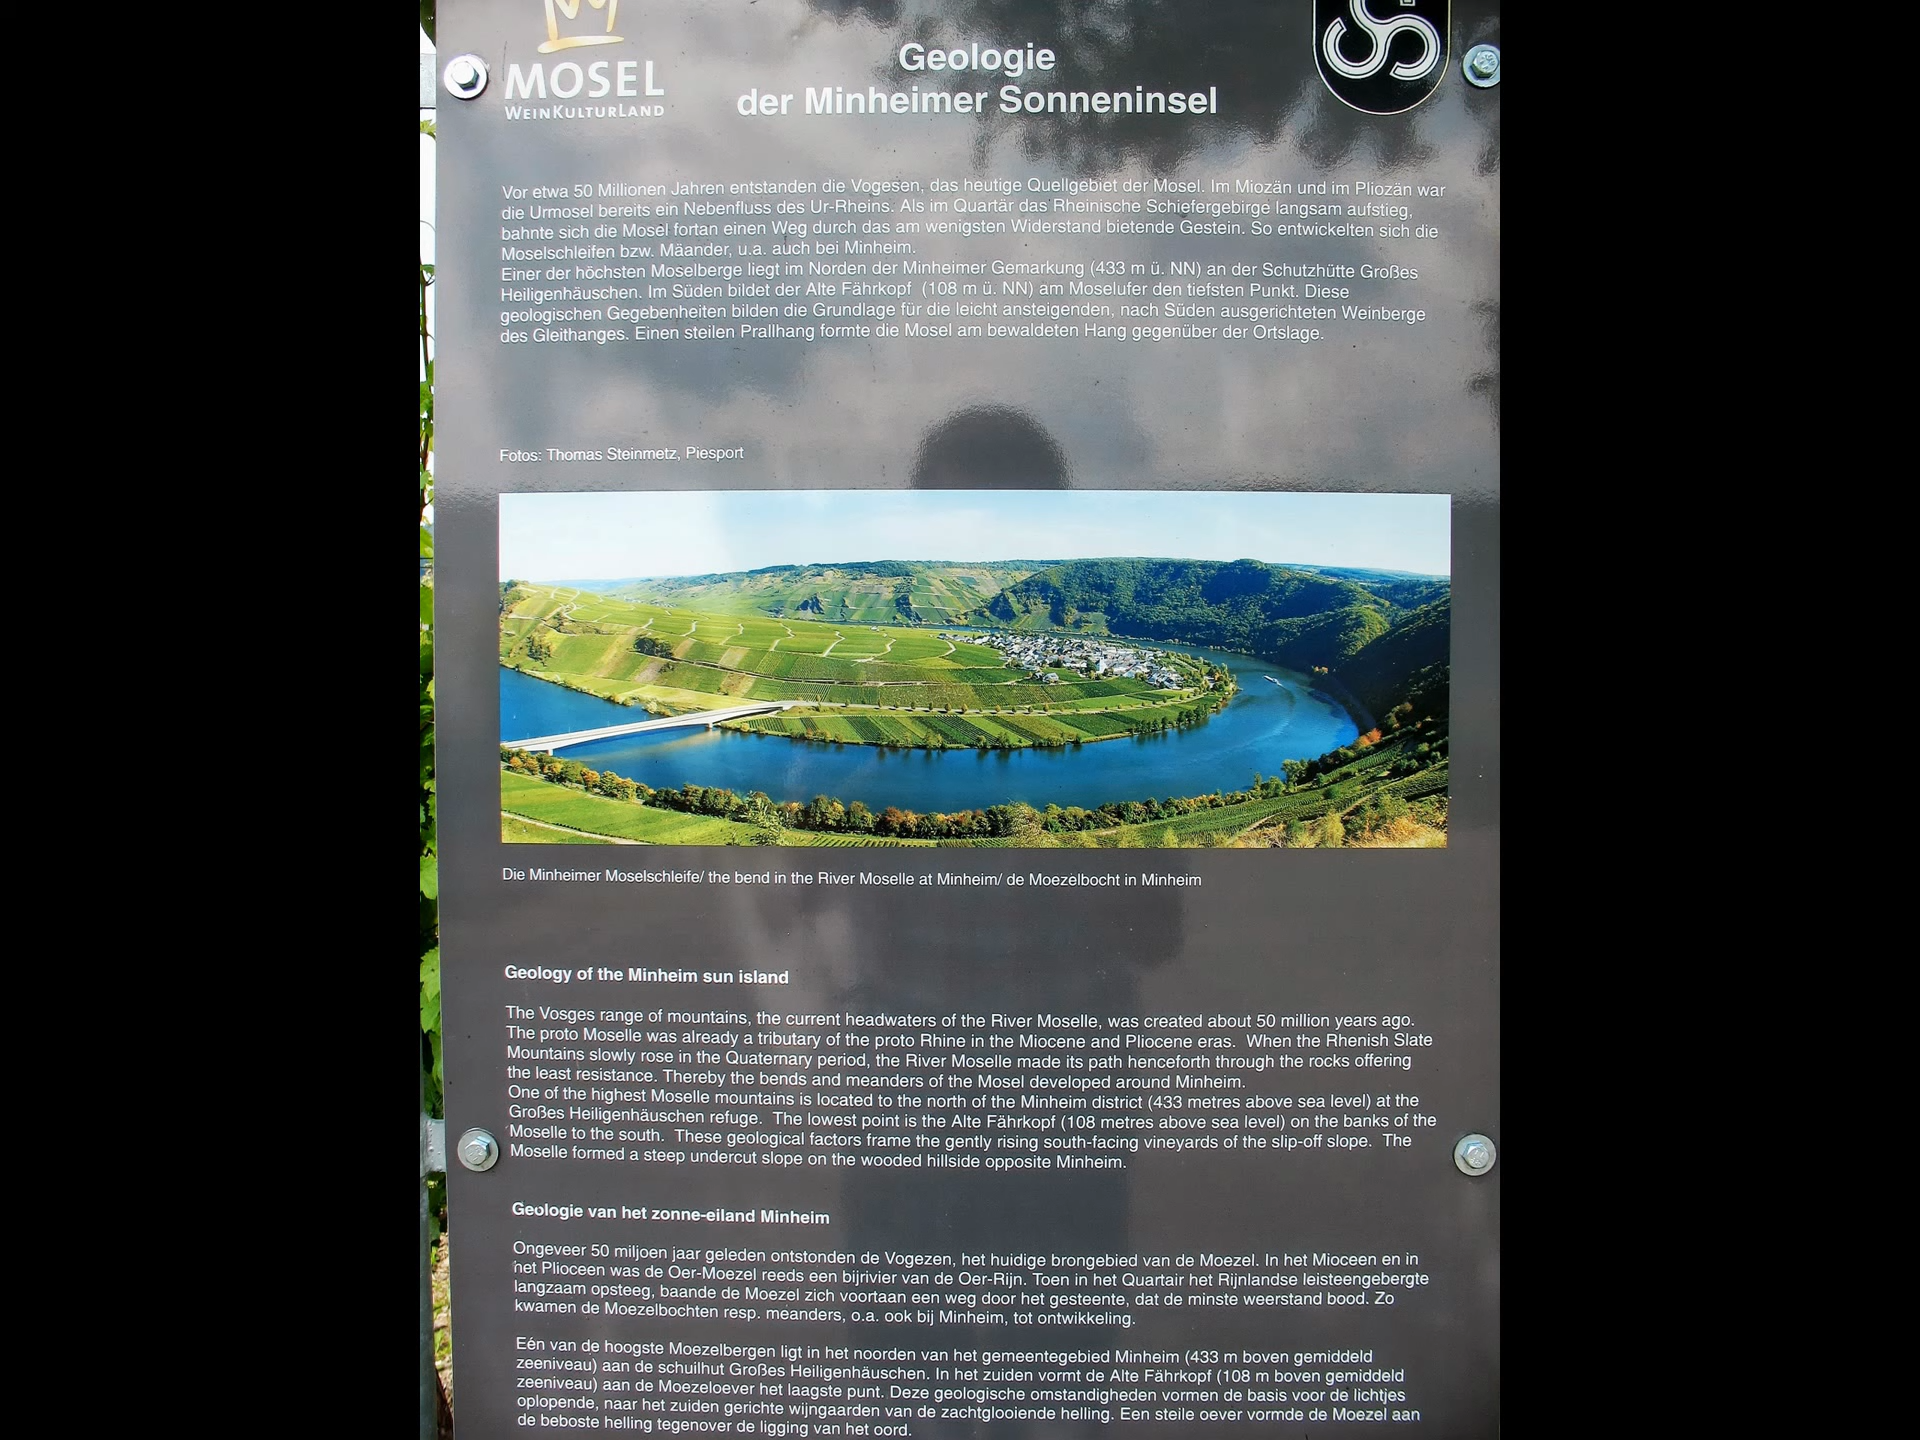 MOSEL
WEINKULTURLAND
Geologie
der Minheimer Sonneninsel
Vor etwa 50 Millionen Jahren entstanden die Vogesen, das heutige Quellgebiet der Mosel. Im Miozän und im Pliozän war
die Urmosel bereits ein Nebenfluss des Ur-Rheins. Als im Quartär das Rheinische Schiefergebirge langsam aufstieg,
bahnte sich die Mosel fortan einen Weg durch das am wenigsten Widerstand bietende Gestein. So entwickelten sich die
Moselschleifen bzw. Mäander, u.a. auch bei Minheim.
Einer der höchsten Moselberge liegt im Norden der Minheimer Gemarkung (433 m ü. NN) an der Schutzhütte Großes
Heiligenhäuschen. Im Süden bildet der Alte Fährkopf (108 m ü. NN) am Moselufer den tiefsten Punkt. Diese
geologischen Gegebenheiten bilden die Grundlage für die leicht ansteigenden, nach Süden ausgerichteten Weinberge
des Gleithanges. Einen steilen Prallhang formte die Mosel am bewaldeten Hang gegenüber der Ortslage.
Fotos: Thomas Steinmetz, Piesport
Die Minheimer Moselschleife/ the bend in the River Moselle at Minheim/ de Moezelbocht in Minheim
Geology of the Minheim sun island
The Vosges range of mountains, the current headwaters of the River Moselle, was created about 50 million years ago.
The proto Moselle was already a tributary of the proto Rhine in the Miocene and Pliocene eras. When the Rhenish Slate
Mountains slowly rose in the Quaternary period, the River Moselle made its path henceforth through the rocks offering
the least resistance. Thereby the bends and meanders of the Mosel developed around Minheim.
One of the highest Moselle mountains is located to the north of the Minheim district (433 metres above sea level) at the
Großes Heiligenhäuschen refuge. The lowest point is the Alte Fährkopf (108 metres above sea level) on the banks of the
Moselle to the south. These geological factors frame the gently rising south-facing vineyards of the slip-off slope. The
Moselle formed a steep undercut slope on the wooded hillside opposite Minheim.
Geologie van het zonne-eiland Minheim
Ongeveer 50 miljoen jaar geleden ontstonden de Vogezen, het huidige brongebied van de Moezel. In het Mioceen en in
het Plioceen was de Oer-Moezel reeds een bijrivier van de Oer-Rijn. Toen in het Quartair het Rijnlandse leisteengebergte
langzaam opsteeg, baande de Moezel zich voortaan een weg door het gesteente, dat de minste weerstand bood. Zo
kwamen de Moezelbochten resp. meanders, o.a. ook bij Minheim, tot ontwikkeling.
Eén van de hoogste Moezelbergen ligt in het noorden van het gemeentegebied Minheim (433 m boven gemiddeld
zeeniveau) aan de schuilhut Großes Heiligenhäuschen. In het zuiden vormt de Alte Fährkopf (108 m boven gemiddeld
zeeniveau) aan de Moezeloever het laagste punt. Deze geologische omstandigheden vormen de basis voor de lichtjes
oplopende, naar het zuiden gerichte wijngaarden van de zachtglooiende helling. Een steile oever vormde de Moezel aan
de beboste helling tegenover de ligging van het oord.